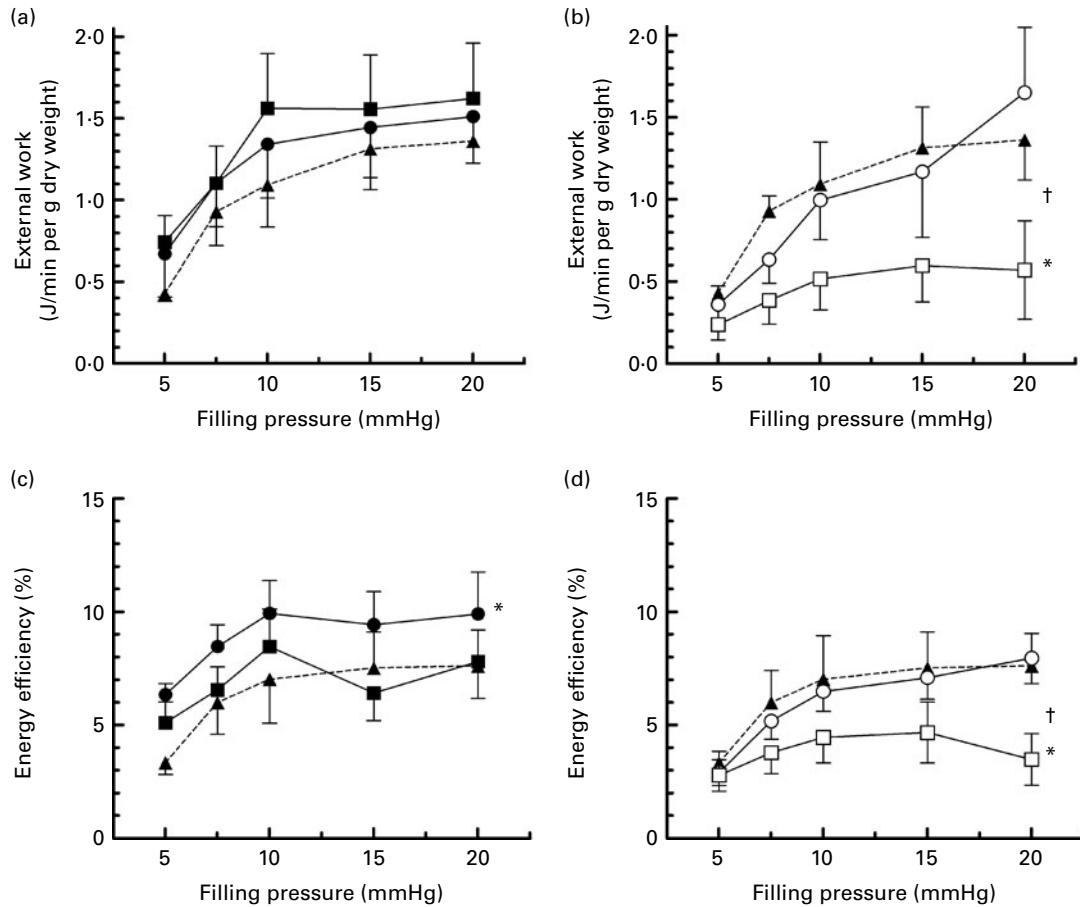 (a)
2·0
1·5
1·0
0·5
0·0
External work
(J/min per g dry weight)
5
10
15
20
Filling pressure (mmHg)
(b)
2·0
1·5
1·0
0·5
0·0
External work
(J/min per g dry weight)
†
*
5
10
15
20
Filling pressure (mmHg)
(c)
15
10
5
0
Energy efficiency (%)
*
5
10
15
20
Filling pressure (mmHg)
(d)
15
10
5
0
Energy efficiency (%)
†
*
5
10
15
20
Filling pressure (mmHg)